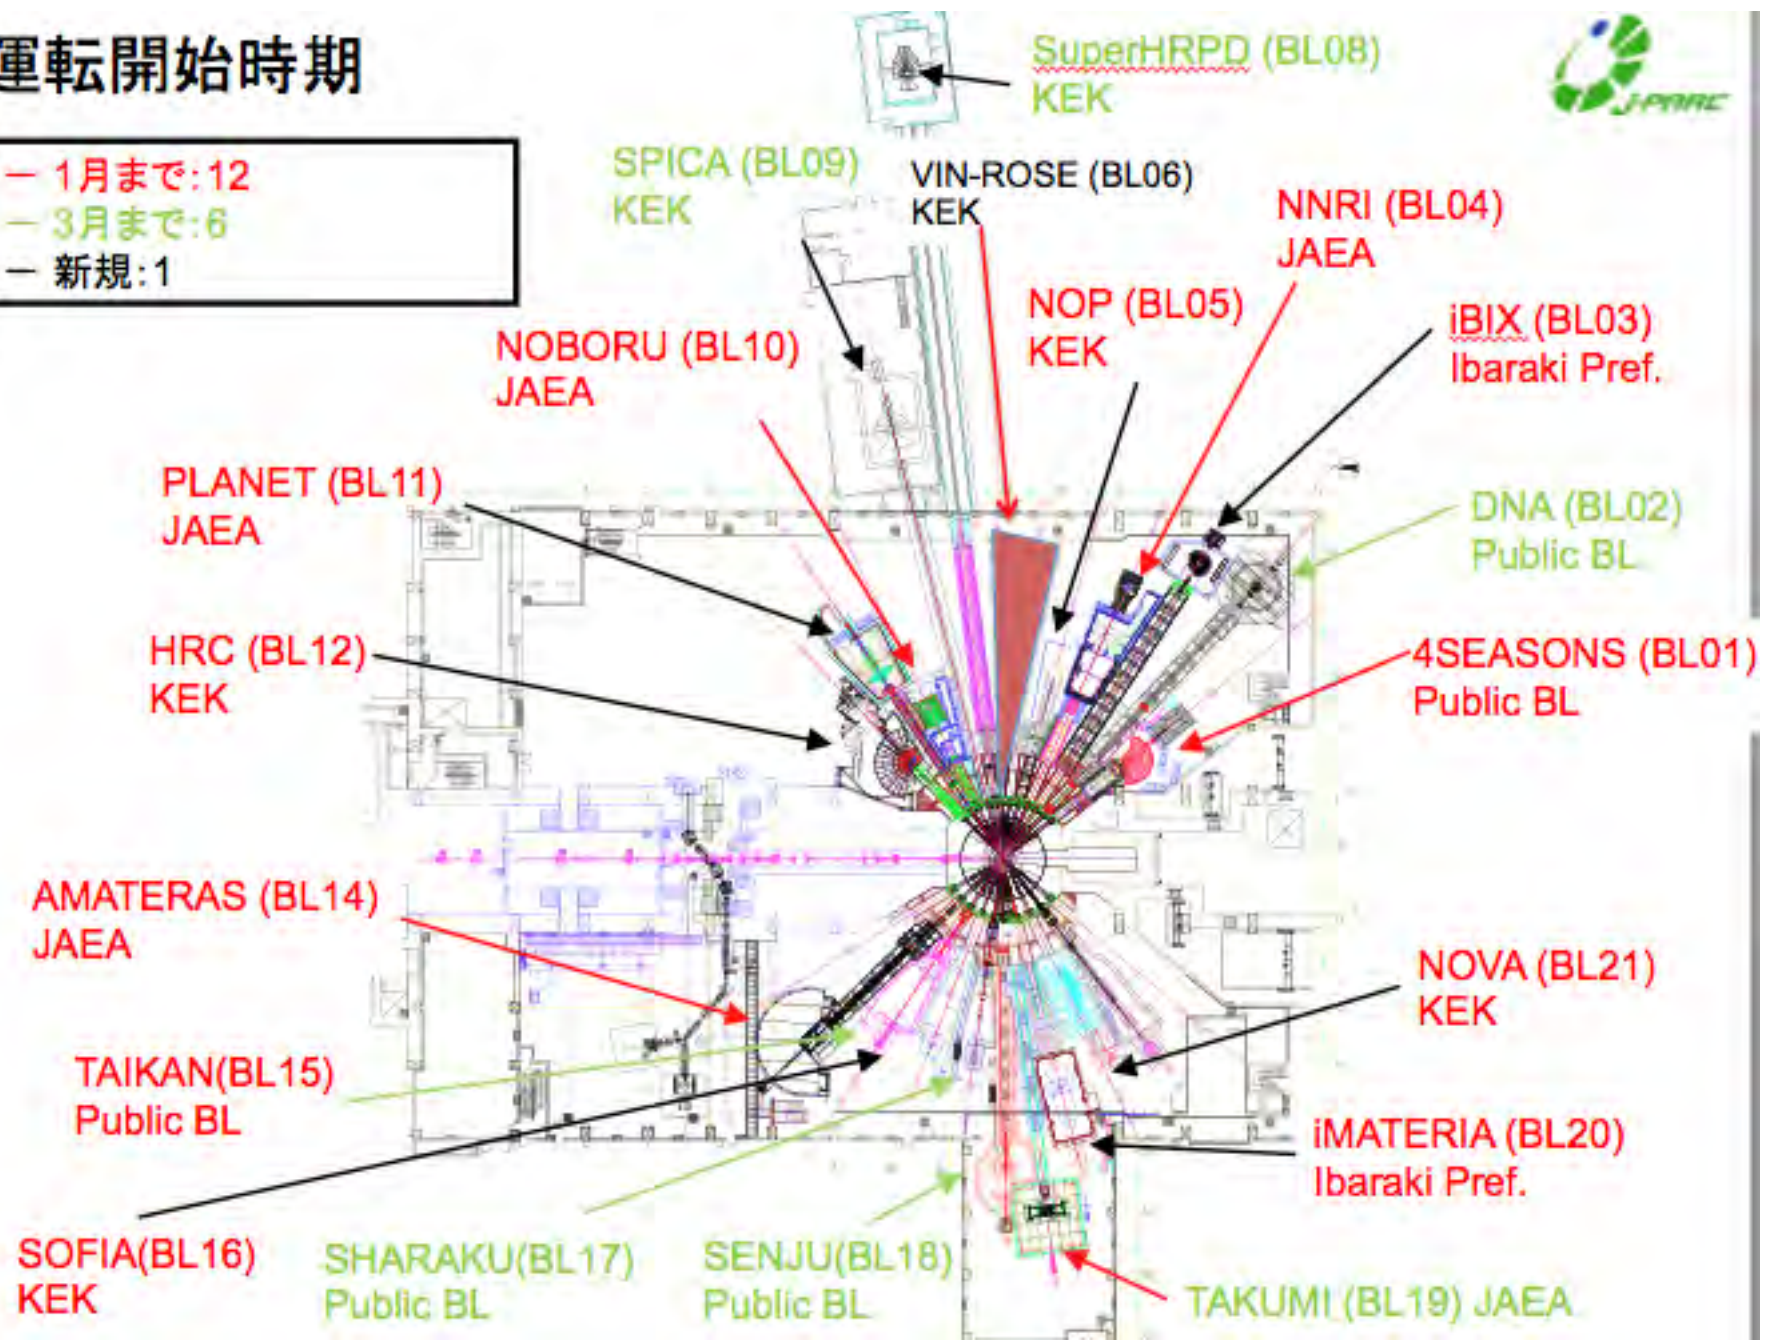 運転開始時期
J-PARC
ー 1月まで:12
ー 3月まで:6
ー 新規:1
SuperHRPD (BL08)
KEK
SPICA (BL09)
KEK
VIN-ROSE (BL06)
KEK
NNRI (BL04)
JAEA
NOP (BL05)
KEK
iBIX (BL03)
Ibaraki Pref.
NOBORU (BL10)
JAEA
PLANET (BL11)
JAEA
DNA (BL02)
Public BL
HRC (BL12)
KEK
4SEASONS (BL01)
Public BL
AMATERAS (BL14)
JAEA
NOVA (BL21)
KEK
TAIKAN(BL15)
Public BL
iMATERIA (BL20)
Ibaraki Pref.
SOFIA(BL16)
KEK
SHARAKU(BL17)
Public BL
SENJU(BL18)
Public BL
TAKUMI (BL19) JAEA